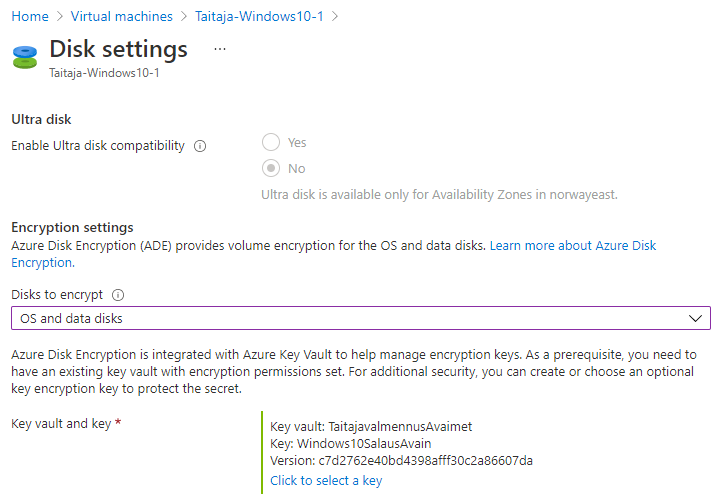 Home > Virtual machines > Taitaja-Windows10-1 >
Disk settings ...
Taitaja-Windows10-1
Ultra disk
Enable Ultra disk compatibility
Yes
No
Ultra disk is available only for Availability Zones in norwayeast.
Encryption settings
Azure Disk Encryption (ADE) provides volume encryption for the OS and data disks. Learn more about Azure Disk
Encryption.
Disks to encrypt
OS and data disks
Azure Disk Encryption is integrated with Azure Key Vault to help manage encryption keys. As a prerequisite, you need to
have an existing key vault with encryption permissions set. For additional security, you can create or choose an optional
key encryption key to protect the secret.
Key vault and key *
Key vault: TaitajavalmennusAvaimet
Key: Windows10SalausAvain
Version: c7d2762e40bd4398afff30c2a86607da
Click to select a key